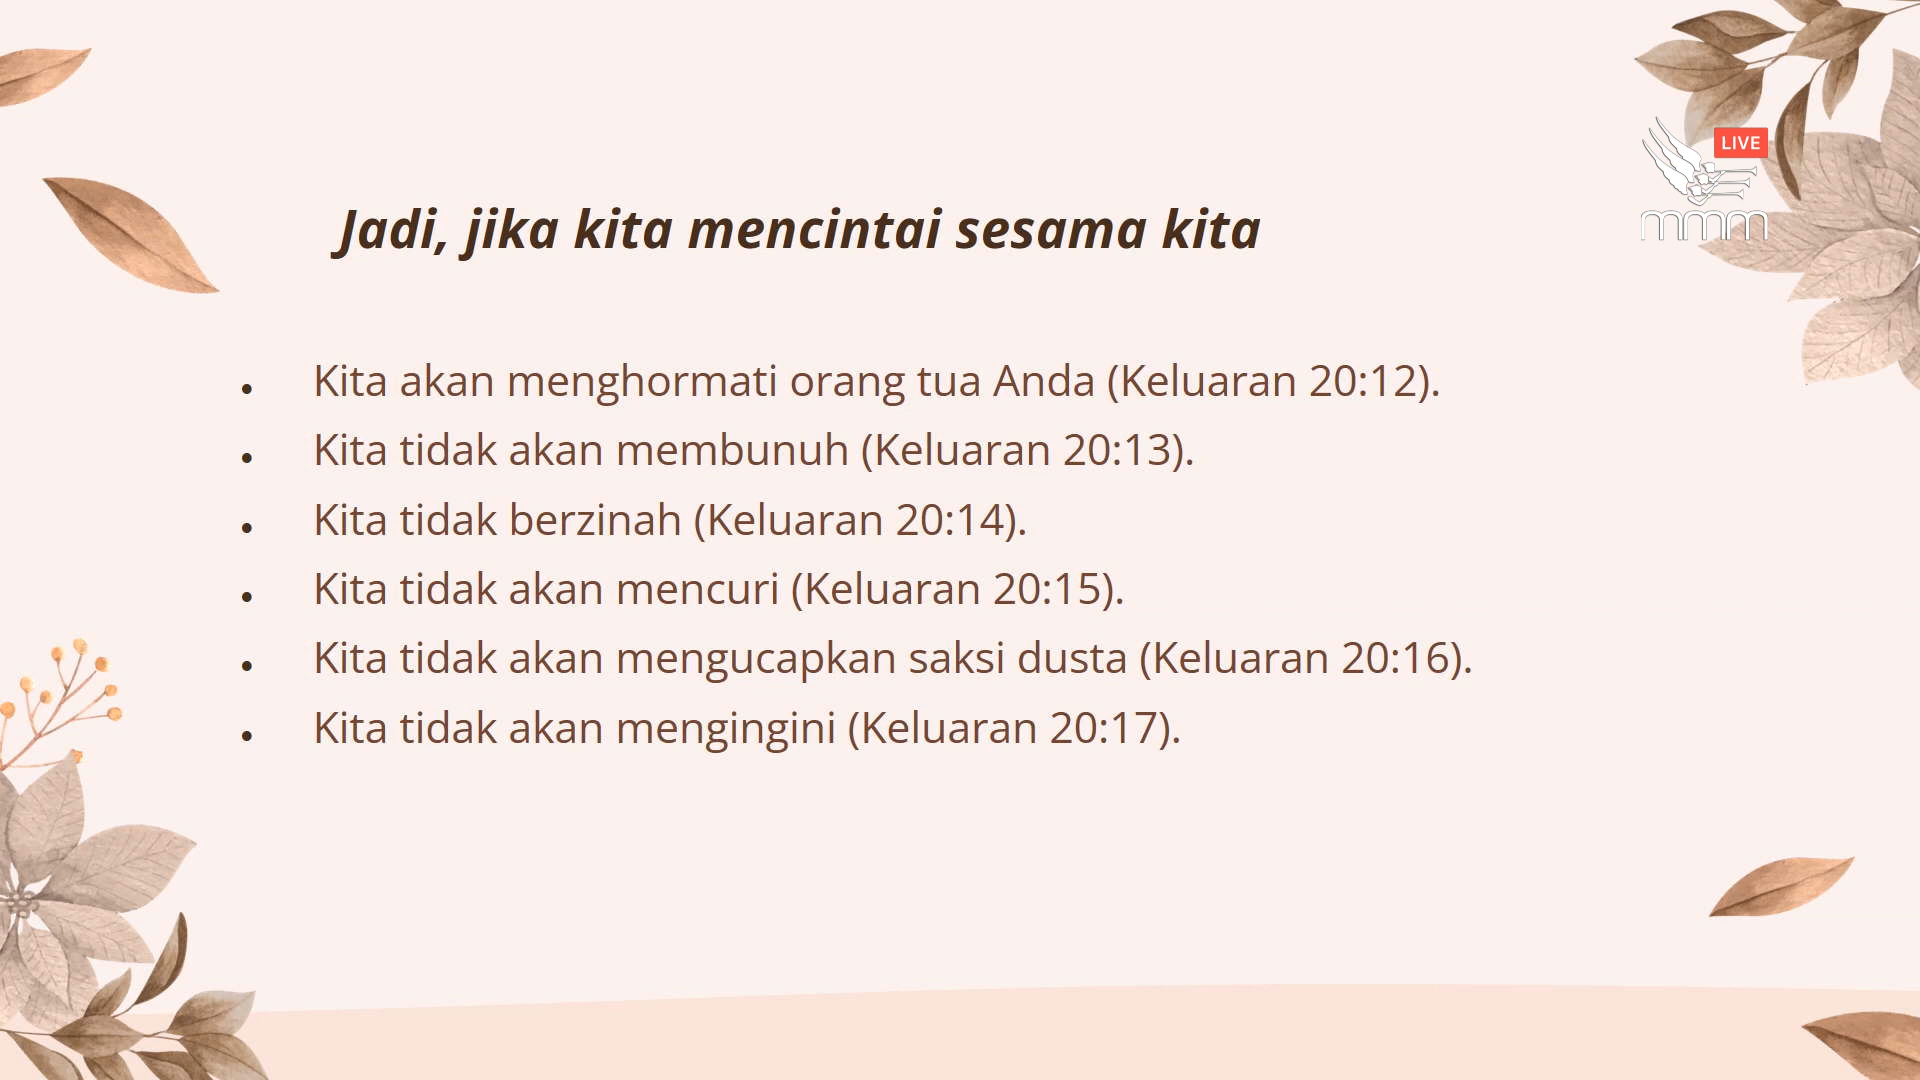 LIVE
mmm
Jadi, jika kita mencintai sesama kita
• Kita akan menghormati orang tua Anda (Keluaran 20:12).
• Kita tidak akan membunuh (Keluaran 20:13).
• Kita tidak berzinah (Keluaran 20:14).
• Kita tidak akan mencuri (Keluaran 20:15).
• Kita tidak akan mengucapkan saksi dusta (Keluaran 20:16).
• Kita tidak akan mengingini (Keluaran 20:17).